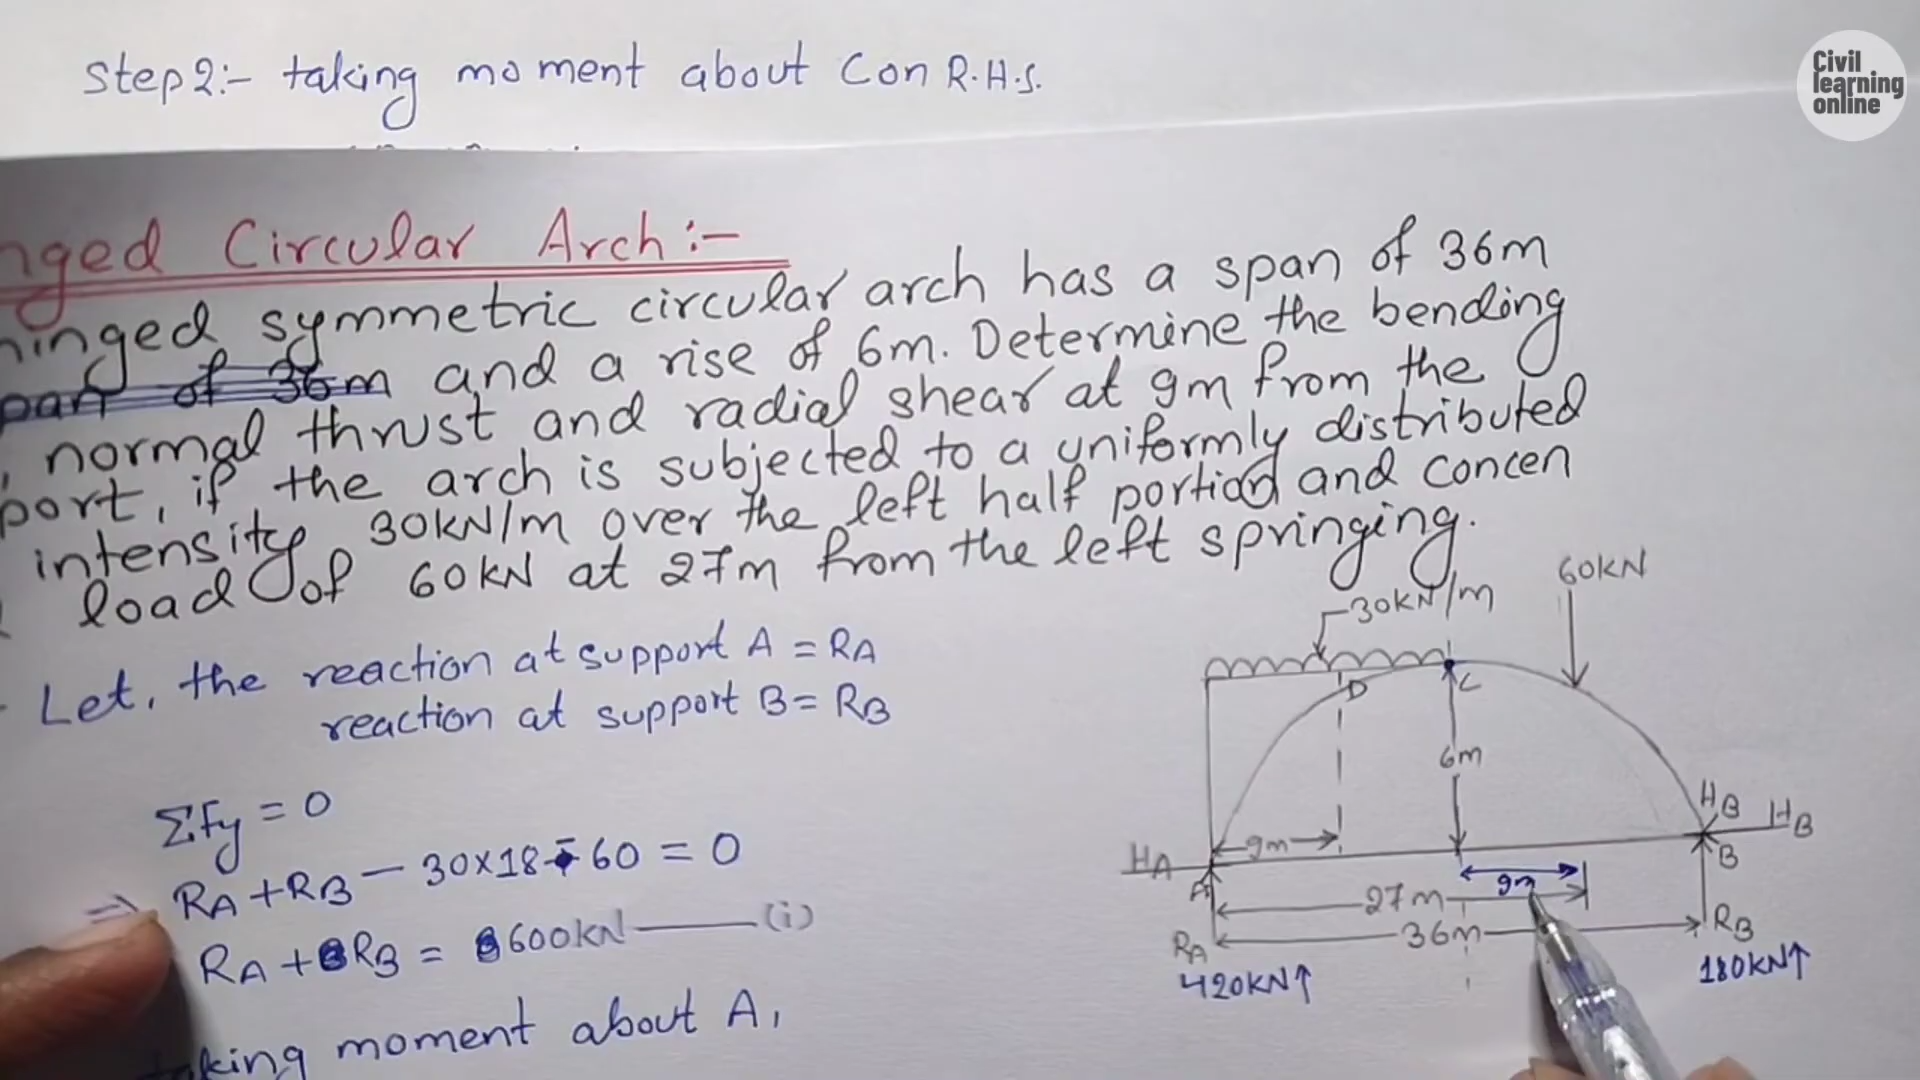 Step 2:- taking moment about C on R.H.S.
Civil
learning
online
nged Circular Arch:-
hinged symmetric circular arch has a span of 36m
pan of 36m and a rise of 6m. Determine the bending
, normal thrust and radial shear at 9m from the
port, if the arch is subjected to a uniformly distributed
intensity 30kN/m over the left half portion and concen
load of 60kN at 27m from the left springing.
60kN
30kN/m
Let, the reaction at support A = RA
reaction at support B = RB
D
C
6m
ΣFy = 0
RA + RB - 30×18 - 60 = 0
RA + RB = 600kN ——— (i)
HA
9m
HB
HB
A
B
9m
27m
36m
RA
RB
420kN↑
180kN↑
taking moment about A,